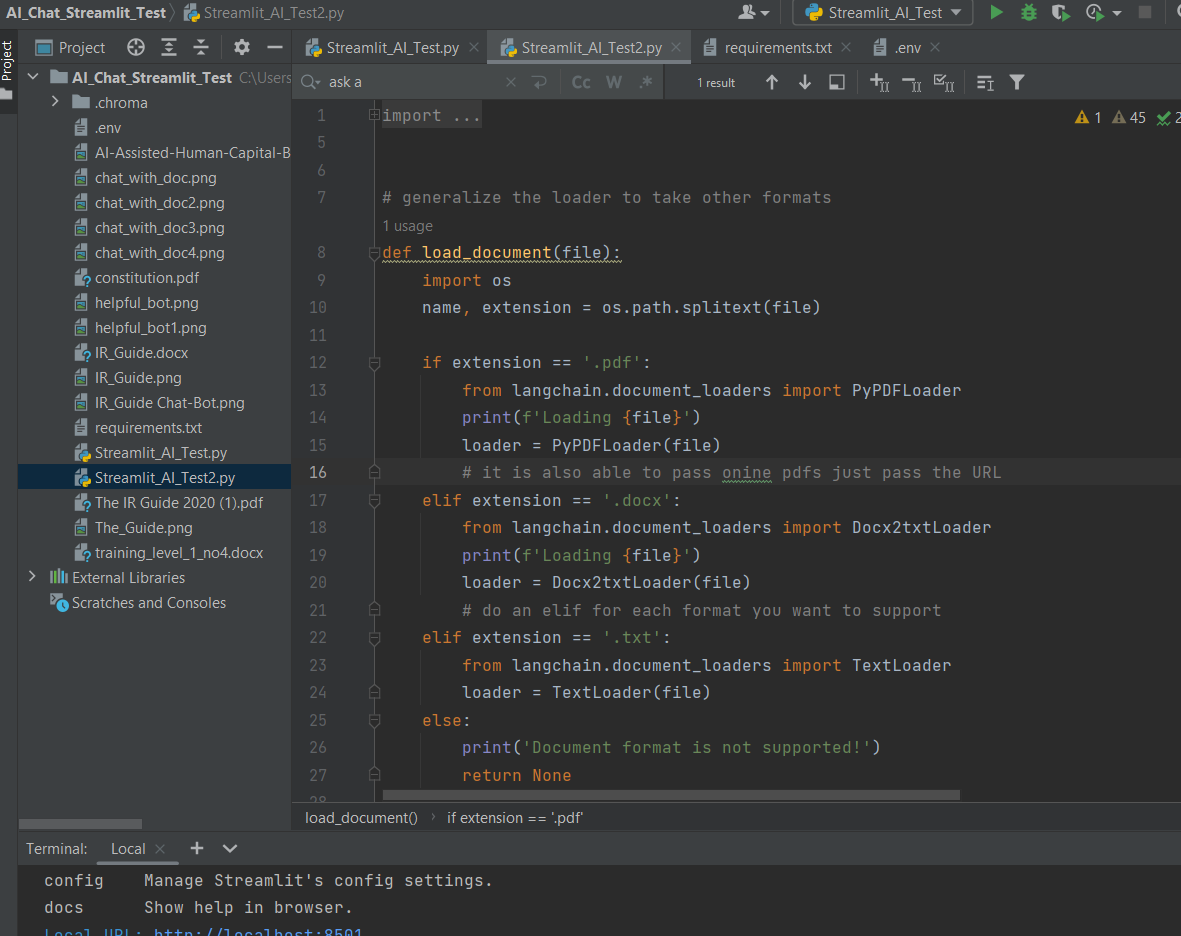 AI_Chat_Streamlit_Test Streamlit_AI_Test2.py Streamlit_AI_Test
Project
Project
Streamlit_AI_Test.py Streamlit_AI_Test2.py requirements.txt .env
AI_Chat_Streamlit_Test C:\Users
.chroma
.env
AI-Assisted-Human-Capital-B
chat_with_doc.png
chat_with_doc2.png
chat_with_doc3.png
chat_with_doc4.png
constitution.pdf
helpful_bot.png
helpful_bot1.png
IR_Guide.docx
IR_Guide.png
IR_Guide Chat-Bot.png
requirements.txt
Streamlit_AI_Test.py
Streamlit_AI_Test2.py
The IR Guide 2020 (1).pdf
The_Guide.png
training_level_1_no4.docx
External Libraries
Scratches and Consoles
ask a Cc W .* 1 result
1 45 2
1 import ...
5
6
7 # generalize the loader to take other formats
1 usage
8 def load_document(file):
9 import os
10 name, extension = os.path.splitext(file)
11
12 if extension == '.pdf':
13 from langchain.document_loaders import PyPDFLoader
14 print(f'Loading {file}')
15 loader = PyPDFLoader(file)
16 # it is also able to pass onine pdfs just pass the URL
17 elif extension == '.docx':
18 from langchain.document_loaders import Docx2txtLoader
19 print(f'Loading {file}')
20 loader = Docx2txtLoader(file)
21 # do an elif for each format you want to support
22 elif extension == '.txt':
23 from langchain.document_loaders import TextLoader
24 loader = TextLoader(file)
25 else:
26 print('Document format is not supported!')
27 return None
28
load_document() if extension == '.pdf'
Terminal: Local
config Manage Streamlit's config settings.
docs Show help in browser.
Local URL: http://localhost:8501